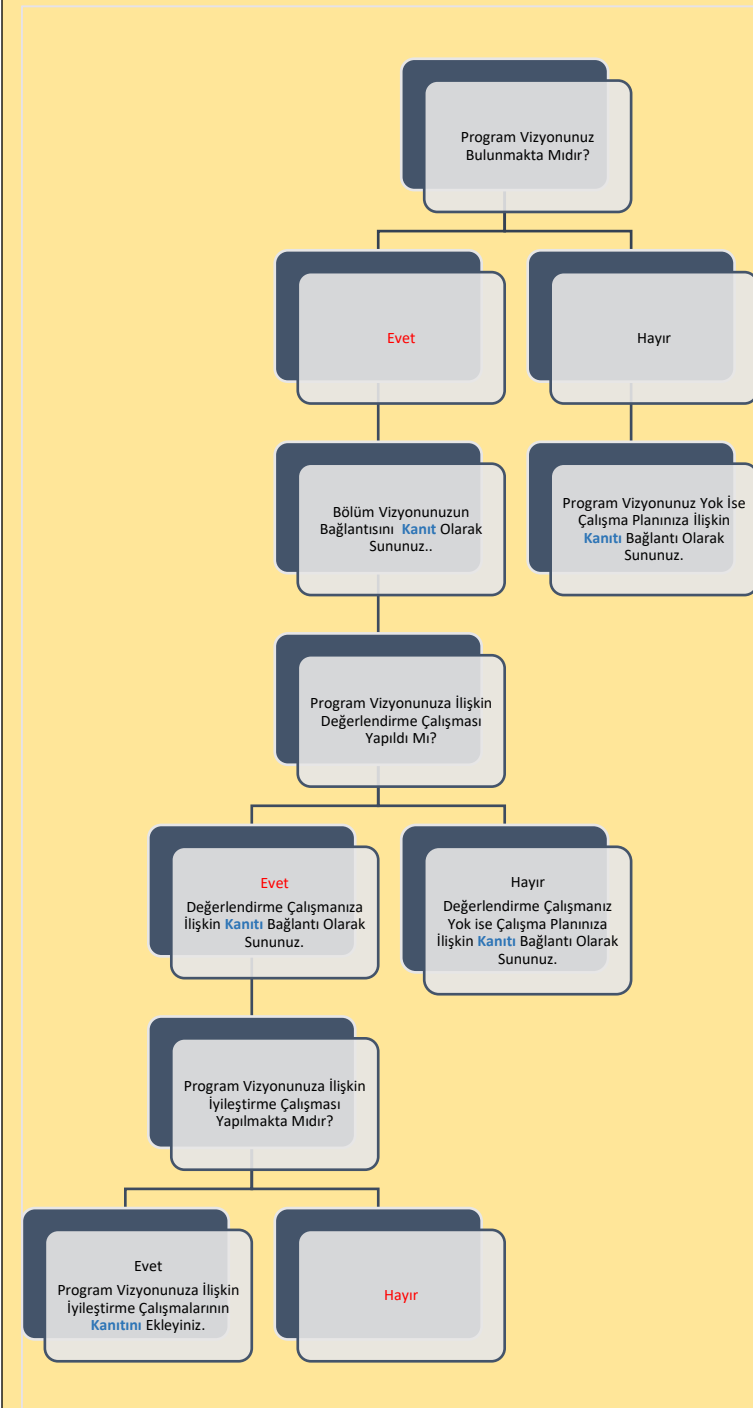 Program Vizyonunuz
Bulunmakta Mıdır?
Evet
Hayır
Bölüm Vizyonunuzun
Bağlantısını Kanıt Olarak
Sununuz..
Program Vizyonunuz Yok İse
Çalışma Planınıza İlişkin
Kanıtı Bağlantı Olarak
Sununuz.
Program Vizyonunuza İlişkin
Değerlendirme Çalışması
Yapıldı Mı?
Evet
Değerlendirme Çalışmanıza
İlişkin Kanıtı Bağlantı Olarak
Sununuz.
Hayır
Değerlendirme Çalışmanız
Yok ise Çalışma Planınıza
İlişkin Kanıtı Bağlantı Olarak
Sununuz.
Program Vizyonunuza İlişkin
İyileştirme Çalışması
Yapılmakta Mıdır?
Evet
Program Vizyonunuza İlişkin
İyileştirme Çalışmalarının
Kanıtını Ekleyiniz.
Hayır